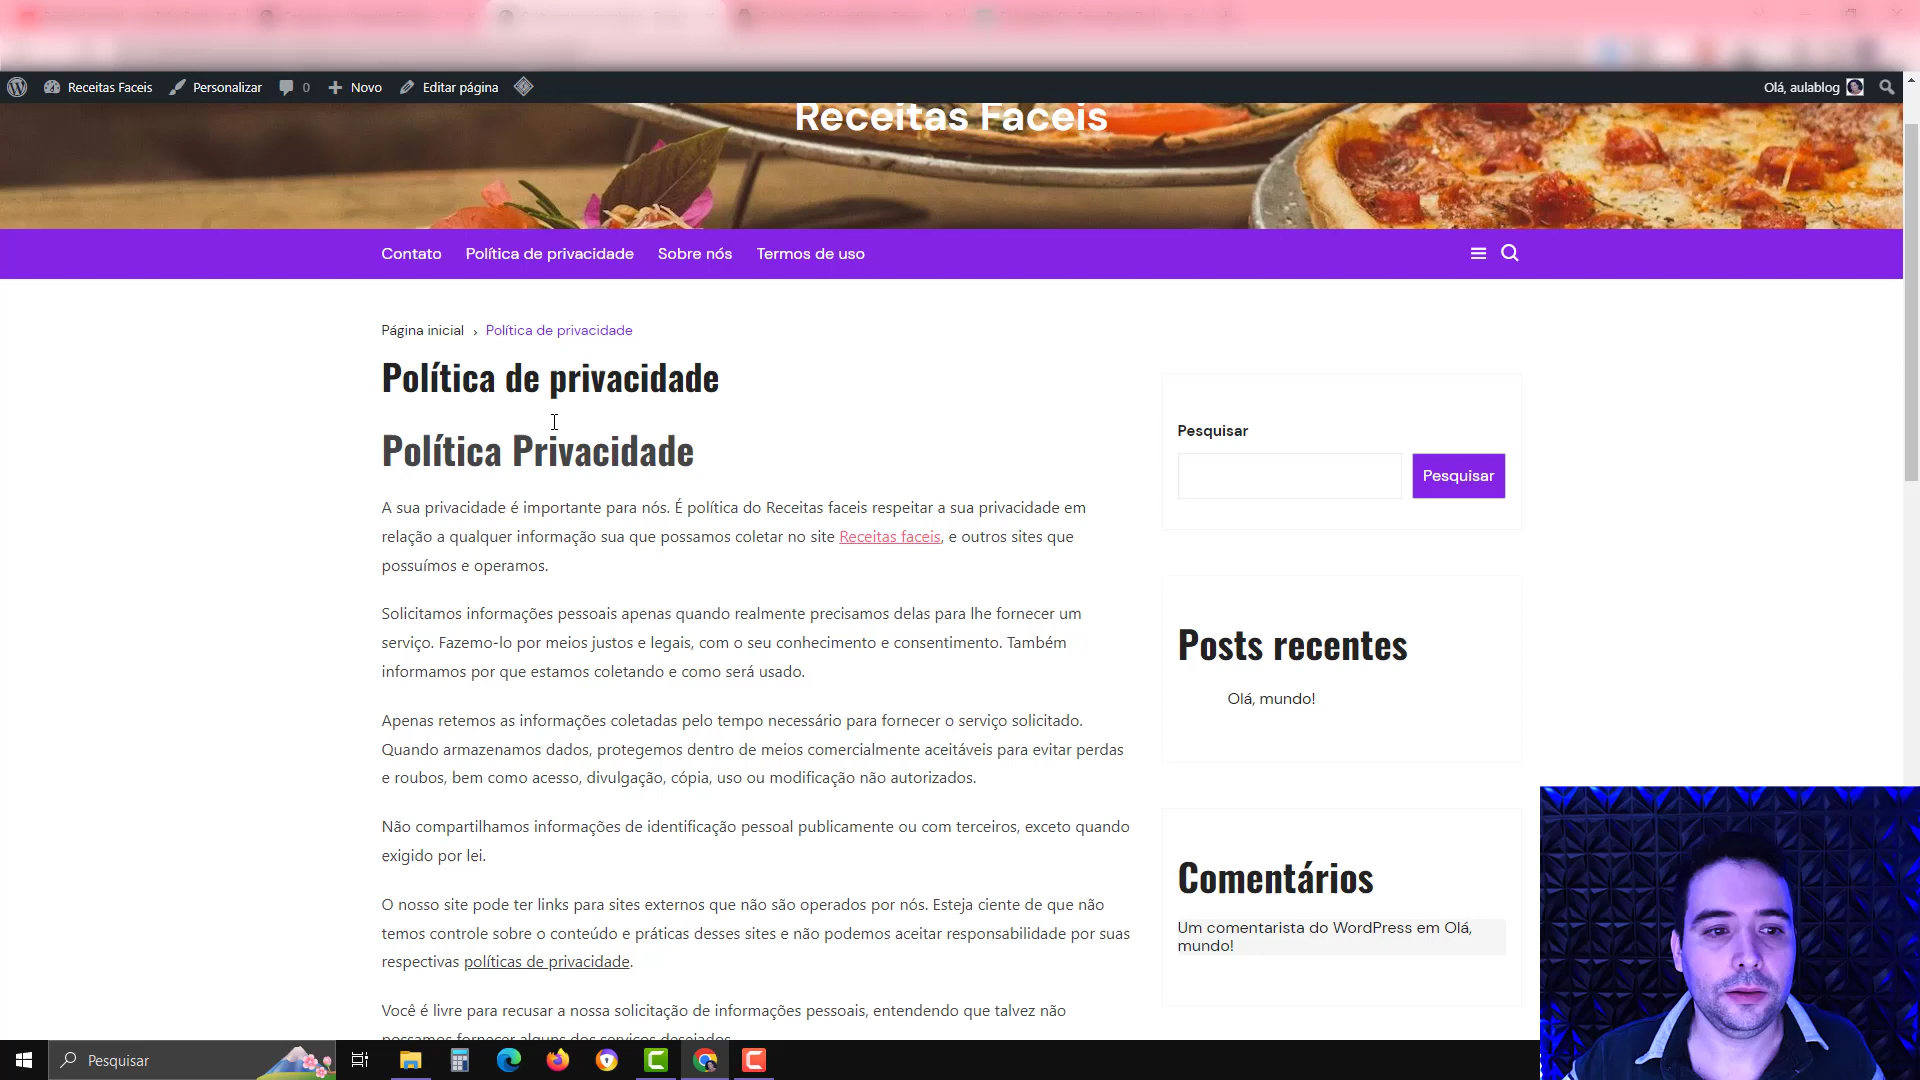 Receitas Faceis
Personalizar
0
Novo
Editar página
Olá, aulablog
Receitas Faceis
Contato
Política de privacidade
Sobre nós
Termos de uso
Página inicial › Política de privacidade
Política de privacidade
Política Privacidade
A sua privacidade é importante para nós. É política do Receitas faceis respeitar a sua privacidade em
relação a qualquer informação sua que possamos coletar no site Receitas faceis, e outros sites que
possuímos e operamos.
Solicitamos informações pessoais apenas quando realmente precisamos delas para lhe fornecer um
serviço. Fazemo-lo por meios justos e legais, com o seu conhecimento e consentimento. Também
informamos por que estamos coletando e como será usado.
Apenas retemos as informações coletadas pelo tempo necessário para fornecer o serviço solicitado.
Quando armazenamos dados, protegemos dentro de meios comercialmente aceitáveis para evitar perdas
e roubos, bem como acesso, divulgação, cópia, uso ou modificação não autorizados.
Não compartilhamos informações de identificação pessoal publicamente ou com terceiros, exceto quando
exigido por lei.
O nosso site pode ter links para sites externos que não são operados por nós. Esteja ciente de que não
temos controle sobre o conteúdo e práticas desses sites e não podemos aceitar responsabilidade por suas
respectivas políticas de privacidade.
Você é livre para recusar a nossa solicitação de informações pessoais, entendendo que talvez não
possamos fornecer alguns dos serviços desejados.
Pesquisar
Pesquisar
Posts recentes
Olá, mundo!
Comentários
Um comentarista do WordPress em Olá,
mundo!
Pesquisar